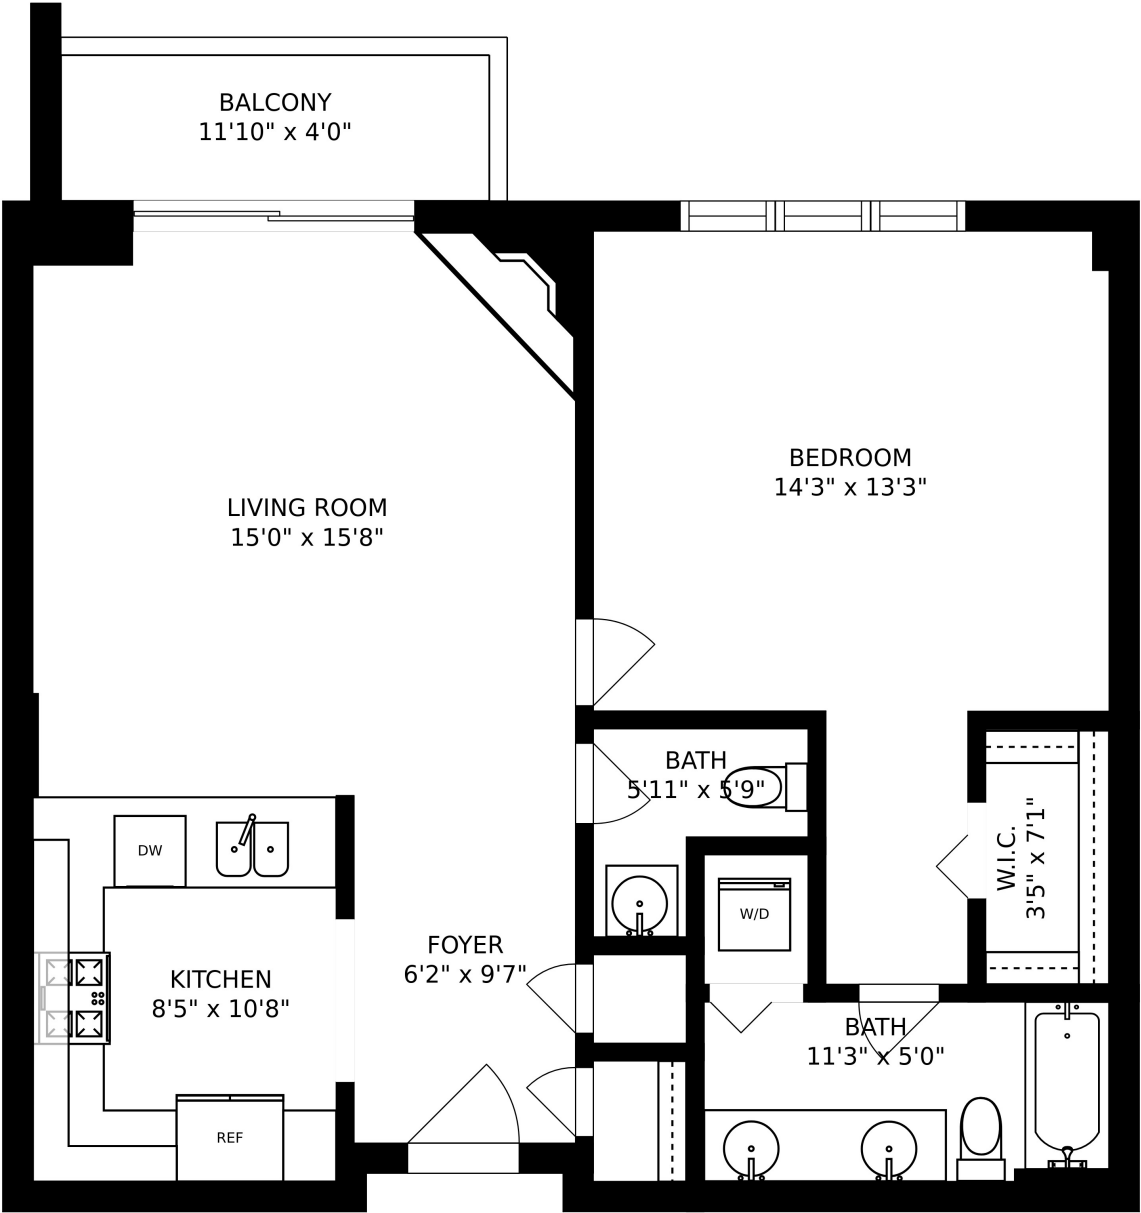 BALCONY
11'10" x 4'0"
BEDROOM
14'3" x 13'3"
LIVING ROOM
15'0" x 15'8"
BATH
5'11" x 5'9"
DW
W.I.C.
3'5" x 7'1"
W/D
FOYER
6'2" x 9'7"
KITCHEN
8'5" x 10'8"
BATH
11'3" x 5'0"
REF